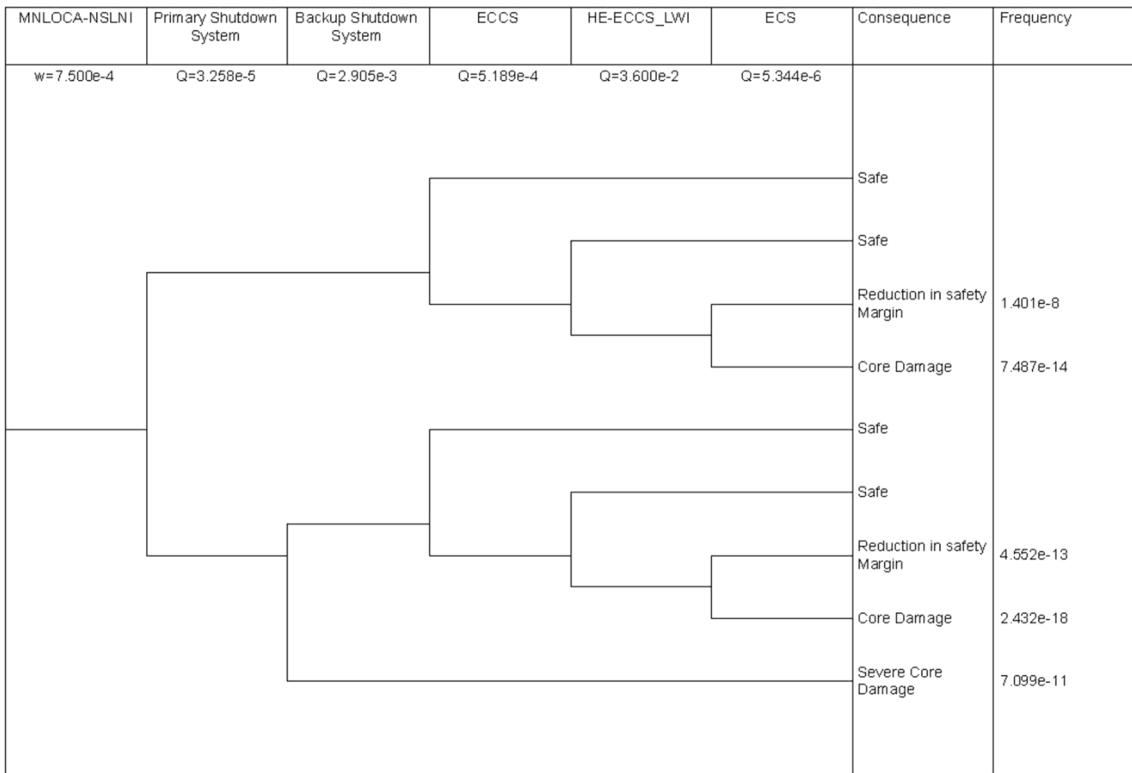 MNLOCA-NSLNI
Primary Shutdown
System
Backup Shutdown
System
ECCS
HE-ECCS_LWI
ECS
Consequence
Frequency
w=7.500e-4
Q=3.258e-5
Q=2.905e-3
Q=5.189e-4
Q=3.600e-2
Q=5.344e-6
Safe
Safe
Reduction in safety
Margin
1.401e-8
Core Damage
7.487e-14
Safe
Safe
Reduction in safety
Margin
4.552e-13
Core Damage
2.432e-18
Severe Core
Damage
7.099e-11